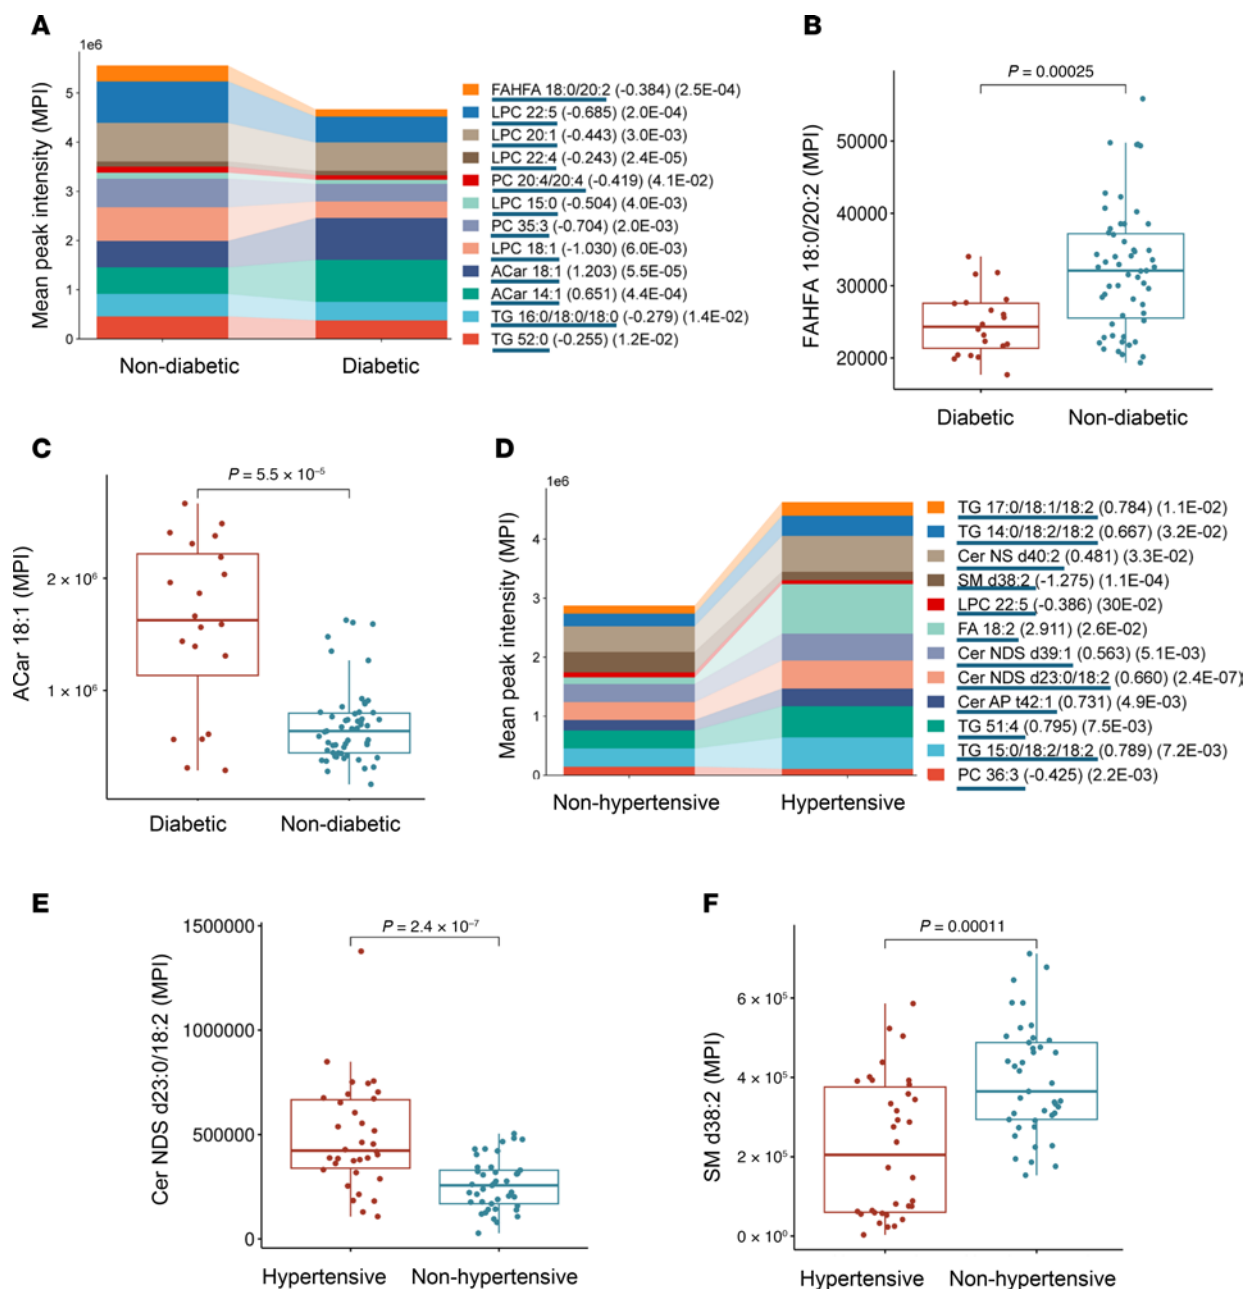 A
1e6
Mean peak intensity (MPI)
5
4
3
2
1
0
Non-diabetic
Diabetic
FAHFA 18:0/20:2 (-0.384) (2.5E-04)
LPC 22:5 (-0.685) (2.0E-04)
LPC 20:1 (-0.443) (3.0E-03)
LPC 22:4 (-0.243) (2.4E-05)
PC 20:4/20:4 (-0.419) (4.1E-02)
LPC 15:0 (-0.504) (4.0E-03)
PC 35:3 (-0.704) (2.0E-03)
LPC 18:1 (-1.030) (6.0E-03)
ACar 18:1 (1.203) (5.5E-05)
ACar 14:1 (0.651) (4.4E-04)
TG 16:0/18:0/18:0 (-0.279) (1.4E-02)
TG 52:0 (-0.255) (1.2E-02)
B
P = 0.00025
FAHFA 18:0/20:2 (MPI)
50000
40000
30000
20000
Diabetic
Non-diabetic
C
P = 5.5 × 10⁻⁵
ACar 18:1 (MPI)
2 × 10⁶
1 × 10⁶
Diabetic
Non-diabetic
D
1e6
Mean peak intensity (MPI)
4
3
2
1
0
Non-hypertensive
Hypertensive
TG 17:0/18:1/18:2 (0.784) (1.1E-02)
TG 14:0/18:2/18:2 (0.667) (3.2E-02)
Cer NS d40:2 (0.481) (3.3E-02)
SM d38:2 (-1.275) (1.1E-04)
LPC 22:5 (-0.386) (30E-02)
FA 18:2 (2.911) (2.6E-02)
Cer NDS d39:1 (0.563) (5.1E-03)
Cer NDS d23:0/18:2 (0.660) (2.4E-07)
Cer AP t42:1 (0.731) (4.9E-03)
TG 51:4 (0.795) (7.5E-03)
TG 15:0/18:2/18:2 (0.789) (7.2E-03)
PC 36:3 (-0.425) (2.2E-03)
E
P = 2.4 × 10⁻⁷
Cer NDS d23:0/18:2 (MPI)
1500000
1000000
500000
0
Hypertensive
Non-hypertensive
F
P = 0.00011
SM d38:2 (MPI)
6 × 10⁵
4 × 10⁵
2 × 10⁵
0 × 10⁰
Hypertensive
Non-hypertensive